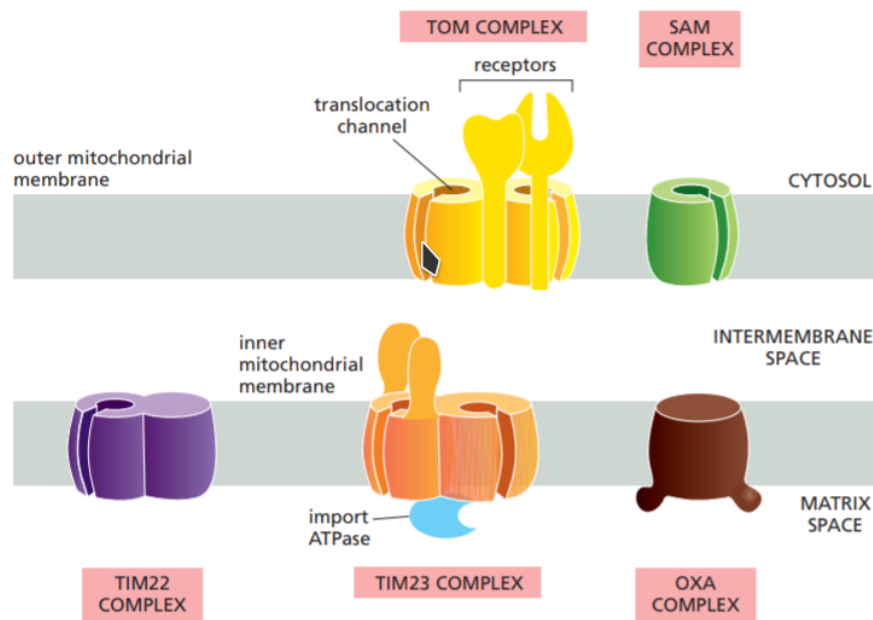 TOM COMPLEX
SAM
COMPLEX
receptors
translocation
channel
outer mitochondrial
membrane
CYTOSOL
inner
mitochondrial
membrane
INTERMEMBRANE
SPACE
import
ATPase
MATRIX
SPACE
TIM22
COMPLEX
TIM23 COMPLEX
OXA
COMPLEX